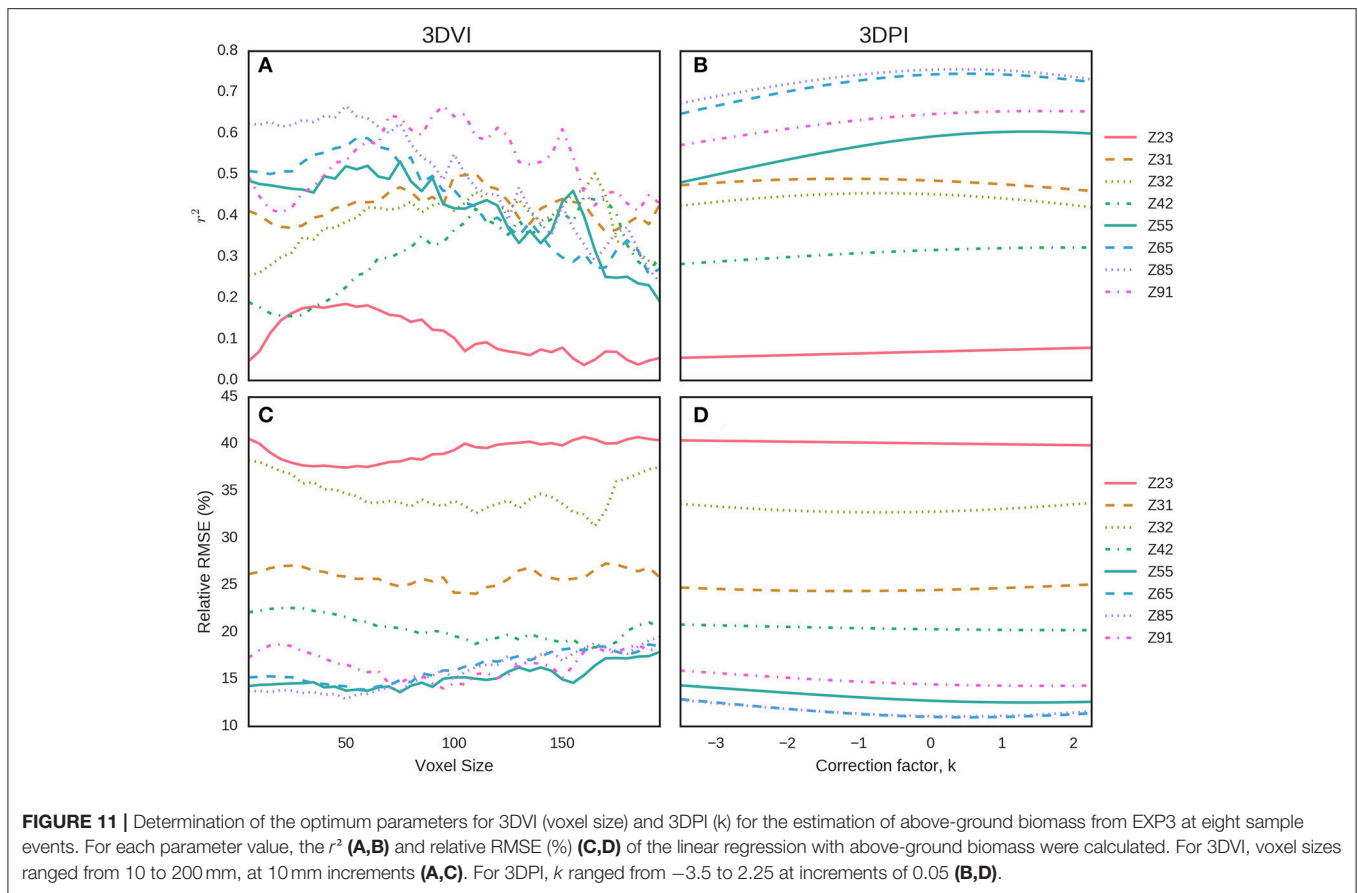 3DVI
3DPI
A
B
0.8
0.7
0.6
0.5
0.4
0.3
0.2
0.1
0.0
r²
Z23
Z31
Z32
Z42
Z55
Z65
Z85
Z91
C
D
45
40
35
30
25
20
15
10
Relative RMSE (%)
Z23
Z31
Z32
Z42
Z55
Z65
Z85
Z91
50 100 150
−3 −2 −1 0 1 2
Voxel Size
Correction factor, k
FIGURE 11 | Determination of the optimum parameters for 3DVI (voxel size) and 3DPI (k) for the estimation of above-ground biomass from EXP3 at eight sample
events. For each parameter value, the r² (A,B) and relative RMSE (%) (C,D) of the linear regression with above-ground biomass were calculated. For 3DVI, voxel sizes
ranged from 10 to 200 mm, at 10 mm increments (A,C). For 3DPI, k ranged from −3.5 to 2.25 at increments of 0.05 (B,D).